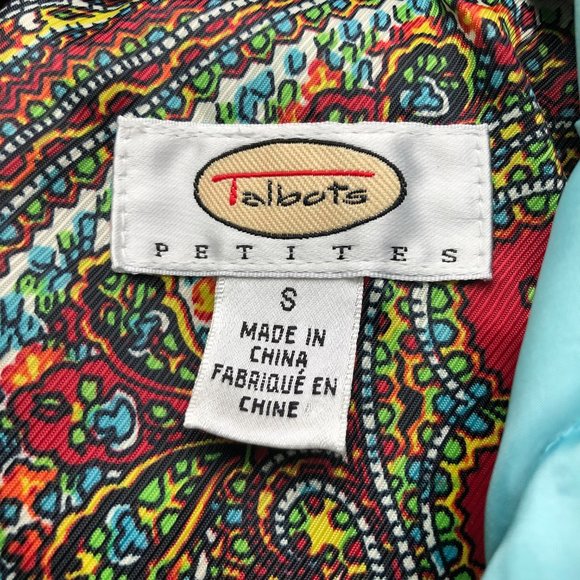 Talbots
PETITES
S
MADE IN
CHINA
FABRIQUÉ EN
CHINE